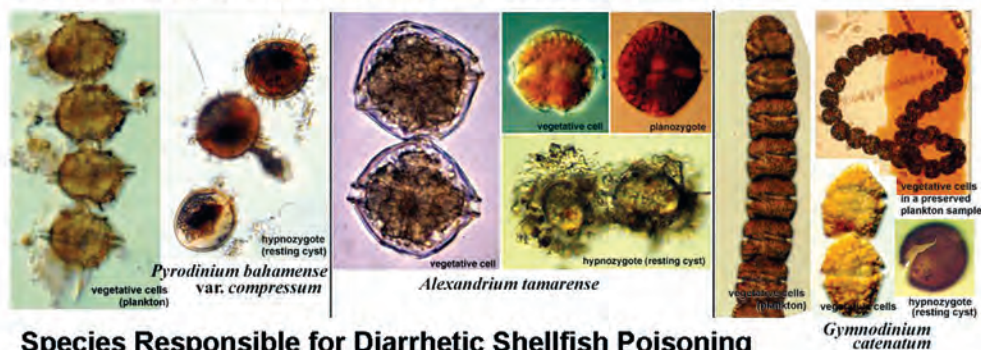 vegetative cells
(plankton)
hypnozygote
(resting cyst)
Pyrodinium bahamense
var. compressum
vegetative cell
vegetative cell
planozygote
hypnozygote (resting cyst)
Alexandrium tamarense
vegetative cells
(plankton)
vegetative cells
in a preserved
plankton sample
vegetative cells
hypnozygote
(resting cyst)
Gymnodinium
catenatum
Species Responsible for Diarrhetic Shellfish Poisoning